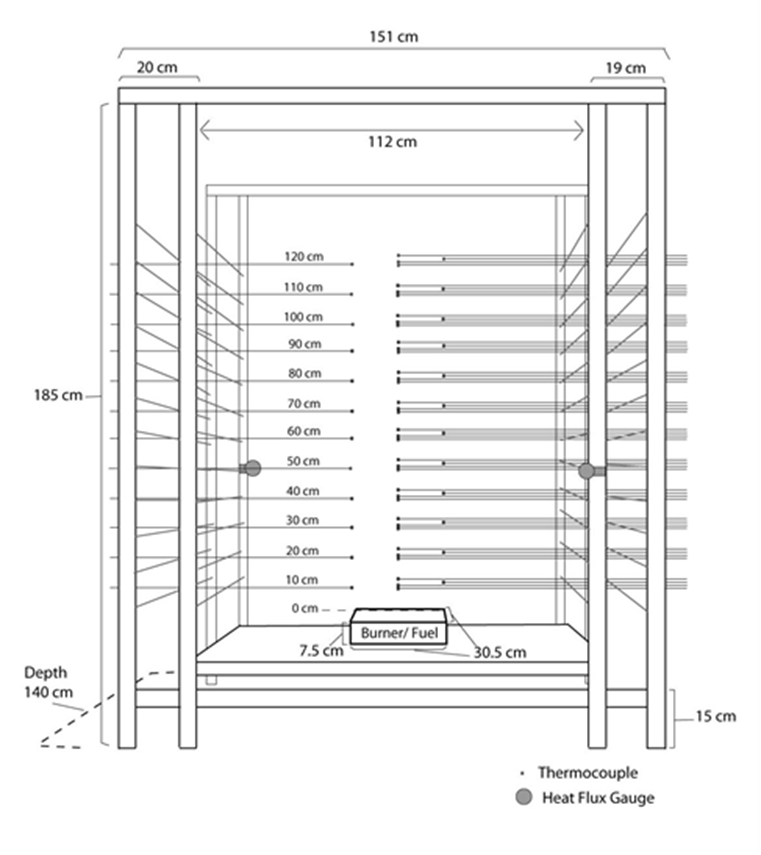 151 cm
20 cm
19 cm
112 cm
120 cm
110 cm
100 cm
90 cm
80 cm
185 cm
70 cm
60 cm
50 cm
40 cm
30 cm
20 cm
10 cm
0 cm
Burner/ Fuel
7.5 cm
30.5 cm
Depth
140 cm
15 cm
Thermocouple
Heat Flux Gauge